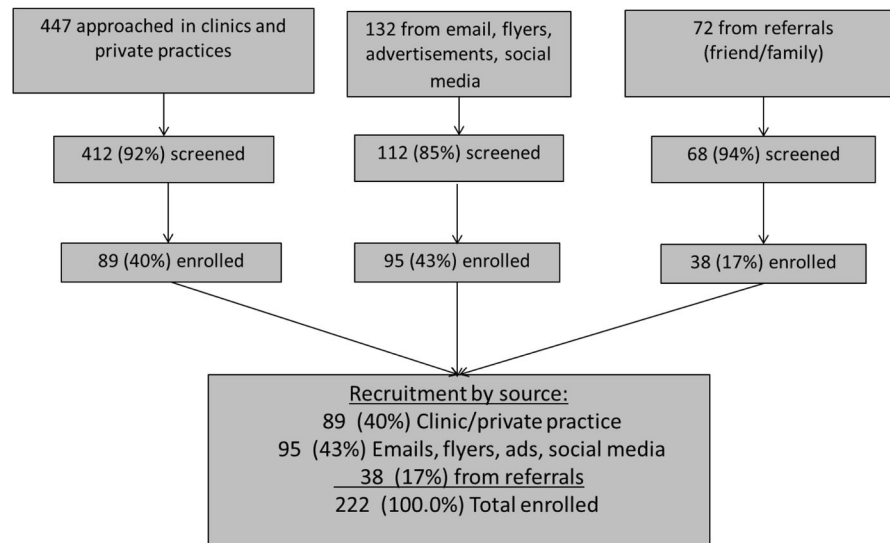 447 approached in clinics and
private practices
132 from email, flyers,
advertisements, social
media
72 from referrals
(friend/family)
412 (92%) screened
112 (85%) screened
68 (94%) screened
89 (40%) enrolled
95 (43%) enrolled
38 (17%) enrolled
Recruitment by source:
89 (40%) Clinic/private practice
95 (43%) Emails, flyers, ads, social media
38 (17%) from referrals
222 (100.0%) Total enrolled